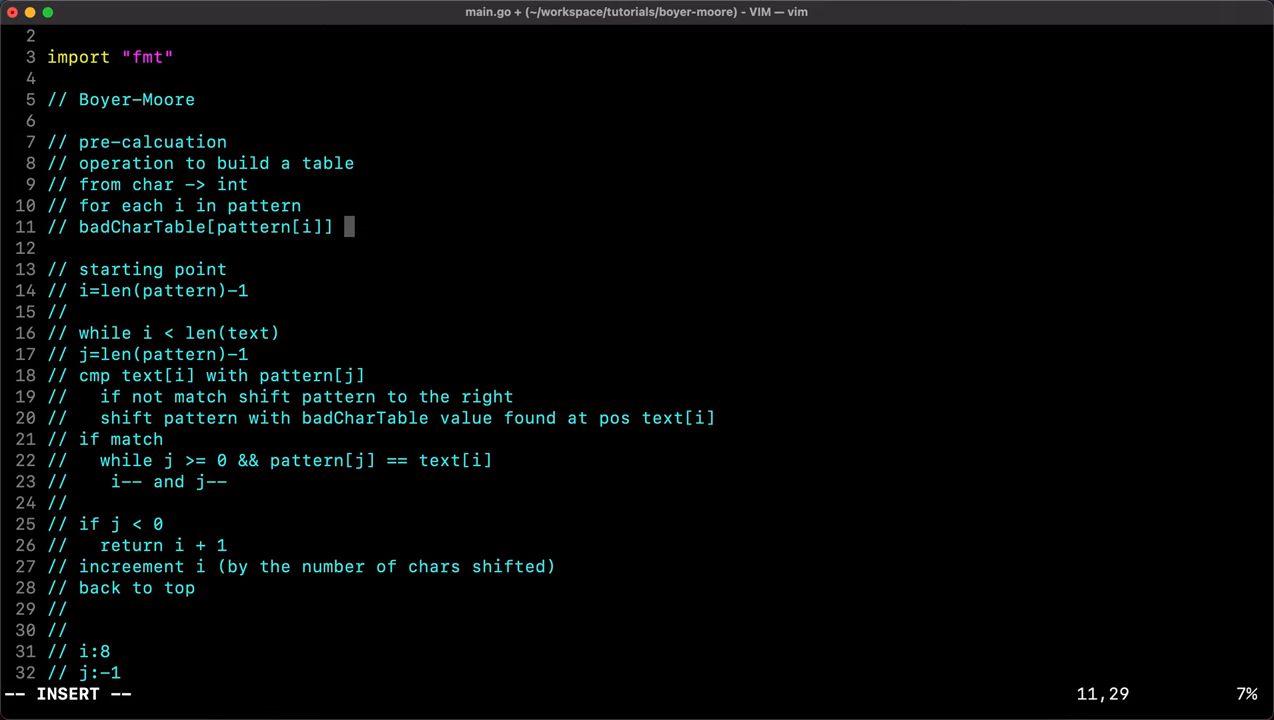 main.go + (~/workspace/tutorials/boyer-moore) - VIM — vim
2
3 import "fmt"
4
5 // Boyer-Moore
6
7 // pre-calcuation
8 // operation to build a table
9 // from char -> int
10 // for each i in pattern
11 // badCharTable[pattern[i]]
12
13 // starting point
14 // i=len(pattern)-1
15 //
16 // while i < len(text)
17 // j=len(pattern)-1
18 // cmp text[i] with pattern[j]
19 //   if not match shift pattern to the right
20 //   shift pattern with badCharTable value found at pos text[i]
21 // if match
22 //   while j >= 0 && pattern[j] == text[i]
23 //    i-- and j--
24 //
25 // if j < 0
26 //   return i + 1
27 // increement i (by the number of chars shifted)
28 // back to top
29 //
30 //
31 // i:8
32 // j:-1
-- INSERT -- 11,29 7%